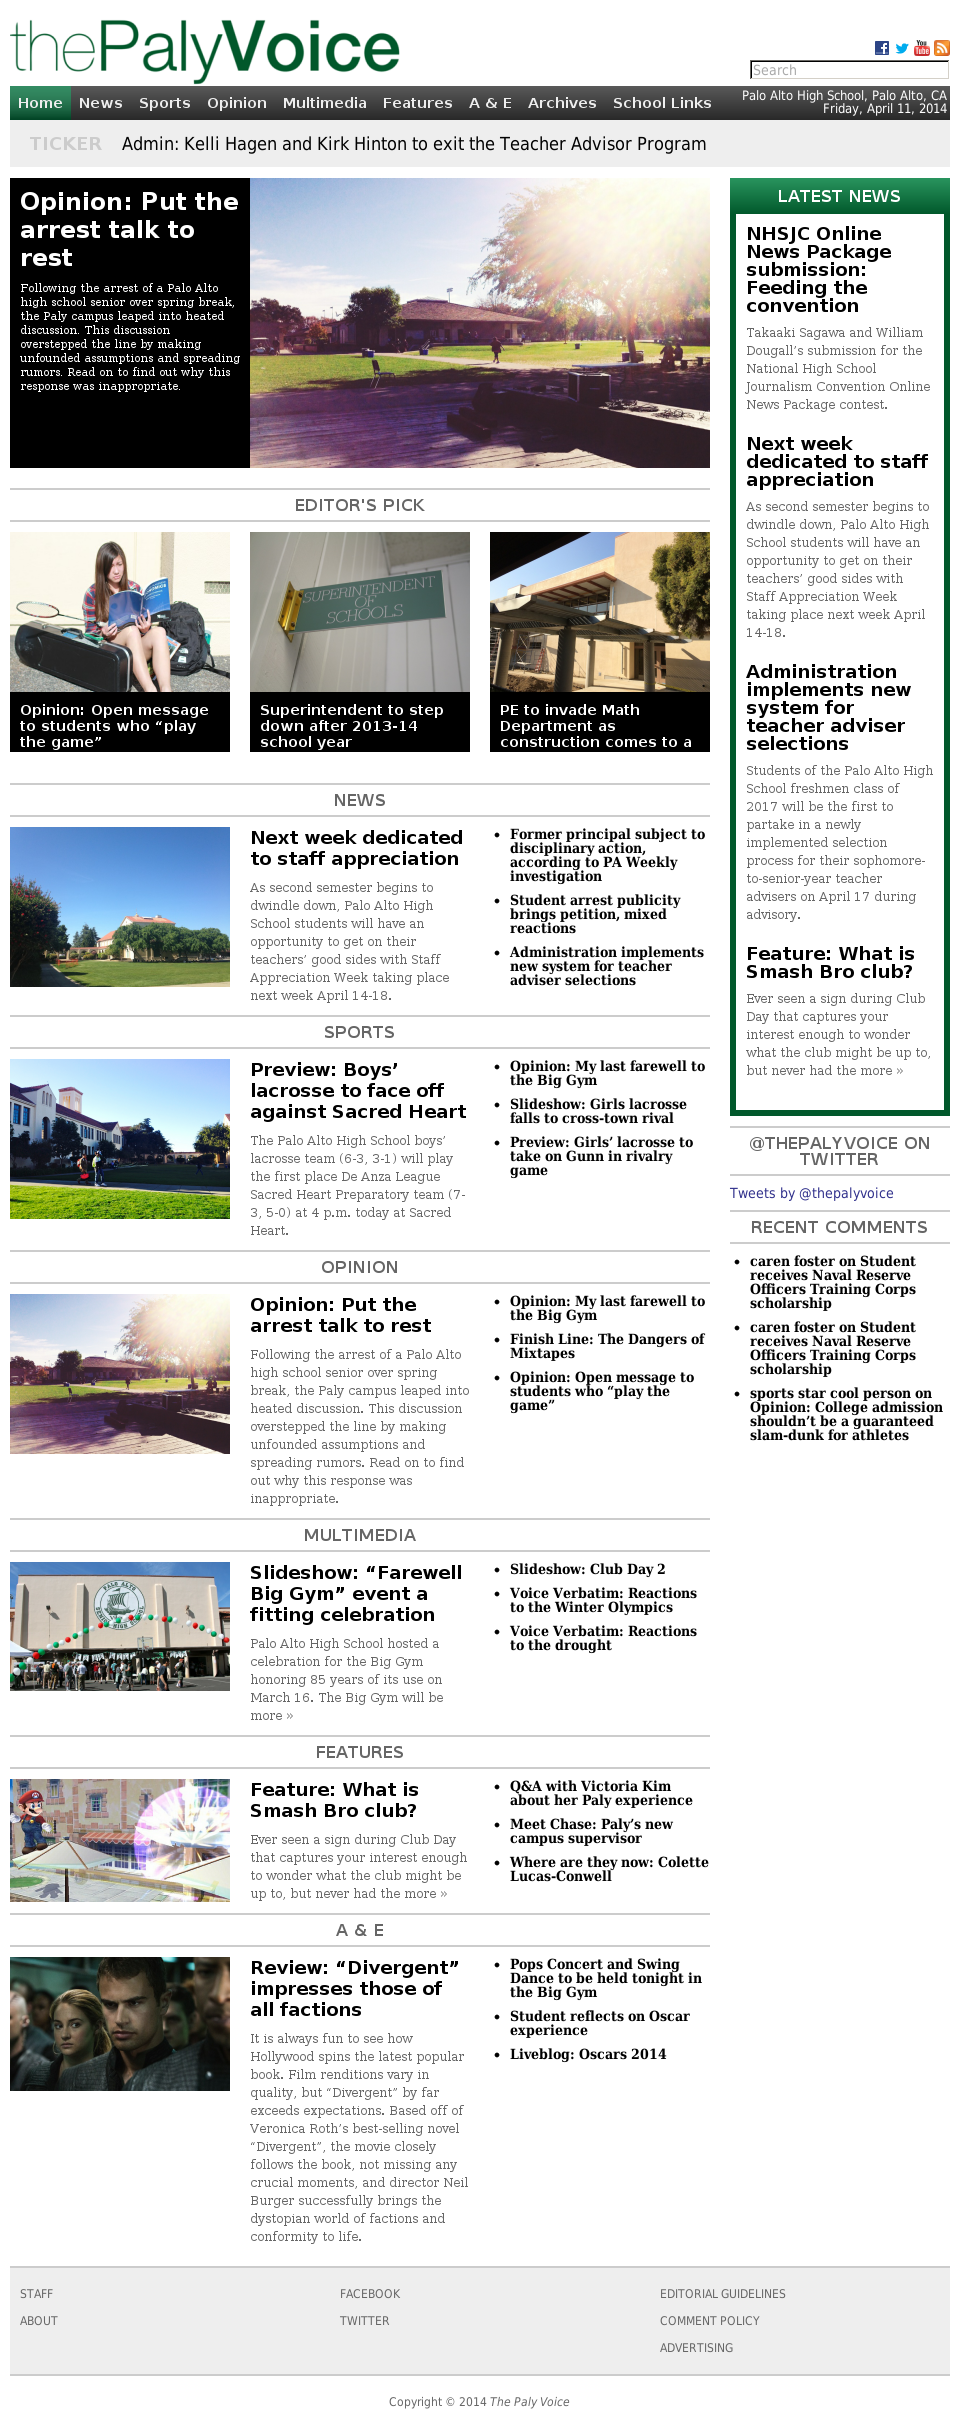 thePalyVoice
Search
Home News Sports Opinion Multimedia Features A & E Archives School Links
Palo Alto High School, Palo Alto, CA
Friday, April 11, 2014
TICKER Admin: Kelli Hagen and Kirk Hinton to exit the Teacher Advisor Program
Opinion: Put the
arrest talk to
rest
Following the arrest of a Palo Alto
high school senior over spring break,
the Paly campus leaped into heated
discussion. This discussion
overstepped the line by making
unfounded assumptions and spreading
rumors. Read on to find out why this
response was inappropriate.
EDITOR'S PICK
SUPERINTENDENT
OF
SCHOOLS
Opinion: Open message
to students who “play
the game”
Superintendent to step
down after 2013-14
school year
PE to invade Math
Department as
construction comes to a
NEWS
Next week dedicated
to staff appreciation
As second semester begins to
dwindle down, Palo Alto High
School students will have an
opportunity to get on their
teachers’ good sides with Staff
Appreciation Week taking place
next week April 14-18.
Former principal subject to
disciplinary action,
according to PA Weekly
investigation
Student arrest publicity
brings petition, mixed
reactions
Administration implements
new system for teacher
adviser selections
SPORTS
Preview: Boys’
lacrosse to face off
against Sacred Heart
The Palo Alto High School boys’
lacrosse team (6-3, 3-1) will play
the first place De Anza League
Sacred Heart Preparatory team (7-
3, 5-0) at 4 p.m. today at Sacred
Heart.
Opinion: My last farewell to
the Big Gym
Slideshow: Girls lacrosse
falls to cross-town rival
Preview: Girls’ lacrosse to
take on Gunn in rivalry
game
OPINION
Opinion: Put the
arrest talk to rest
Following the arrest of a Palo Alto
high school senior over spring
break, the Paly campus leaped into
heated discussion. This discussion
overstepped the line by making
unfounded assumptions and
spreading rumors. Read on to find
out why this response was
inappropriate.
Opinion: My last farewell to
the Big Gym
Finish Line: The Dangers of
Mixtapes
Opinion: Open message to
students who “play the
game”
MULTIMEDIA
PALO ALTO
SENIOR HIGH SCHOOL
Slideshow: “Farewell
Big Gym” event a
fitting celebration
Palo Alto High School hosted a
celebration for the Big Gym
honoring 85 years of its use on
March 16. The Big Gym will be
more »
Slideshow: Club Day 2
Voice Verbatim: Reactions
to the Winter Olympics
Voice Verbatim: Reactions
to the drought
FEATURES
Feature: What is
Smash Bro club?
Ever seen a sign during Club Day
that captures your interest enough
to wonder what the club might be
up to, but never had the more »
Q&A with Victoria Kim
about her Paly experience
Meet Chase: Paly’s new
campus supervisor
Where are they now: Colette
Lucas-Conwell
A & E
Review: “Divergent”
impresses those of
all factions
It is always fun to see how
Hollywood spins the latest popular
book. Film renditions vary in
quality, but “Divergent” by far
exceeds expectations. Based off of
Veronica Roth’s best-selling novel
“Divergent”, the movie closely
follows the book, not missing any
crucial moments, and director Neil
Burger successfully brings the
dystopian world of factions and
conformity to life.
Pops Concert and Swing
Dance to be held tonight in
the Big Gym
Student reflects on Oscar
experience
Liveblog: Oscars 2014
LATEST NEWS
NHSJC Online
News Package
submission:
Feeding the
convention
Takaaki Sagawa and William
Dougall’s submission for the
National High School
Journalism Convention Online
News Package contest.
Next week
dedicated to staff
appreciation
As second semester begins to
dwindle down, Palo Alto High
School students will have an
opportunity to get on their
teachers’ good sides with
Staff Appreciation Week
taking place next week April
14-18.
Administration
implements new
system for
teacher adviser
selections
Students of the Palo Alto High
School freshmen class of
2017 will be the first to
partake in a newly
implemented selection
process for their sophomore-
to-senior-year teacher
advisers on April 17 during
advisory.
Feature: What is
Smash Bro club?
Ever seen a sign during Club
Day that captures your
interest enough to wonder
what the club might be up to,
but never had the more »
@THEPALYVOICE ON
TWITTER
Tweets by @thepalyvoice
RECENT COMMENTS
caren foster on Student
receives Naval Reserve
Officers Training Corps
scholarship
caren foster on Student
receives Naval Reserve
Officers Training Corps
scholarship
sports star cool person on
Opinion: College admission
shouldn’t be a guaranteed
slam-dunk for athletes
STAFF
ABOUT
FACEBOOK
TWITTER
EDITORIAL GUIDELINES
COMMENT POLICY
ADVERTISING
Copyright © 2014 The Paly Voice